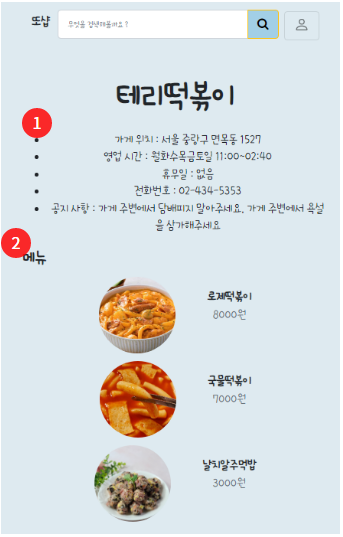 또샵
무엇을 검색해볼까요 ?
테리떡볶이
1
가게 위치 : 서울 중랑구 면목동 1527
영업 시간 : 월화수목금토일 11:00~02:40
휴무일 : 없음
전화번호 : 02-434-5353
공지 사항 : 가게 주변에서 담배피지 말아주세요, 가게 주변에서 욕설
을 삼가해주세요
2
메뉴
로제떡볶이
8000원
국물떡볶이
7000원
날치알주먹밥
3000원